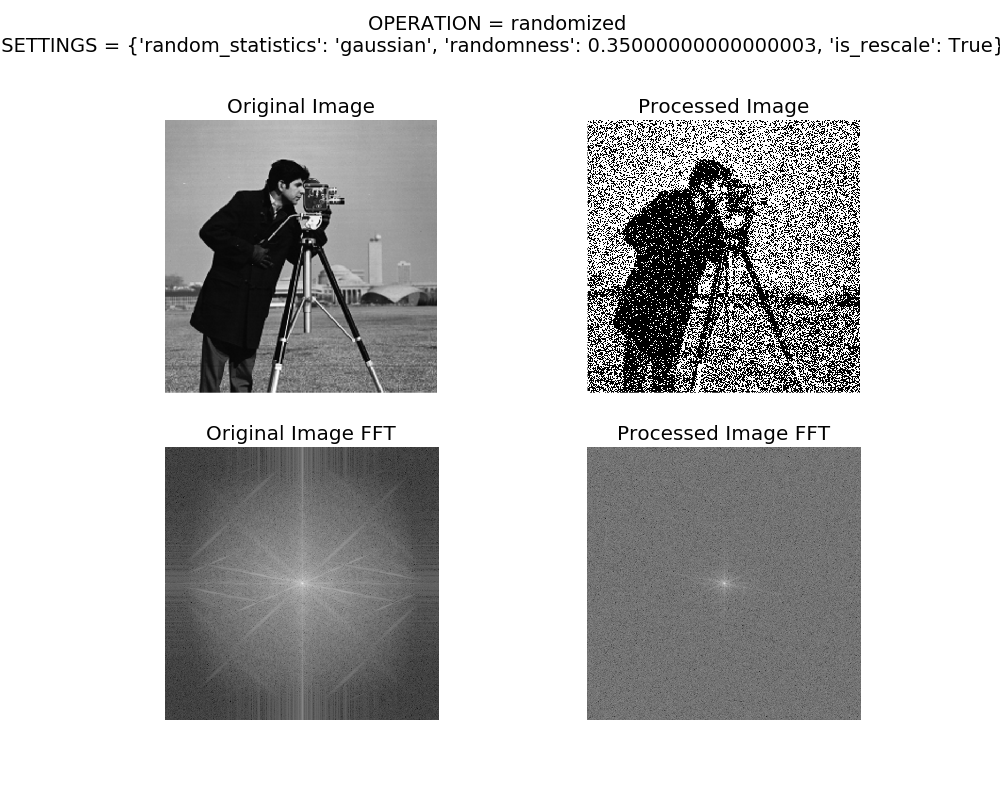 OPERATION = randomized
SETTINGS = {'random_statistics': 'gaussian', 'randomness': 0.35000000000000003, 'is_rescale': True}
Original Image
Processed Image
Original Image FFT
Processed Image FFT